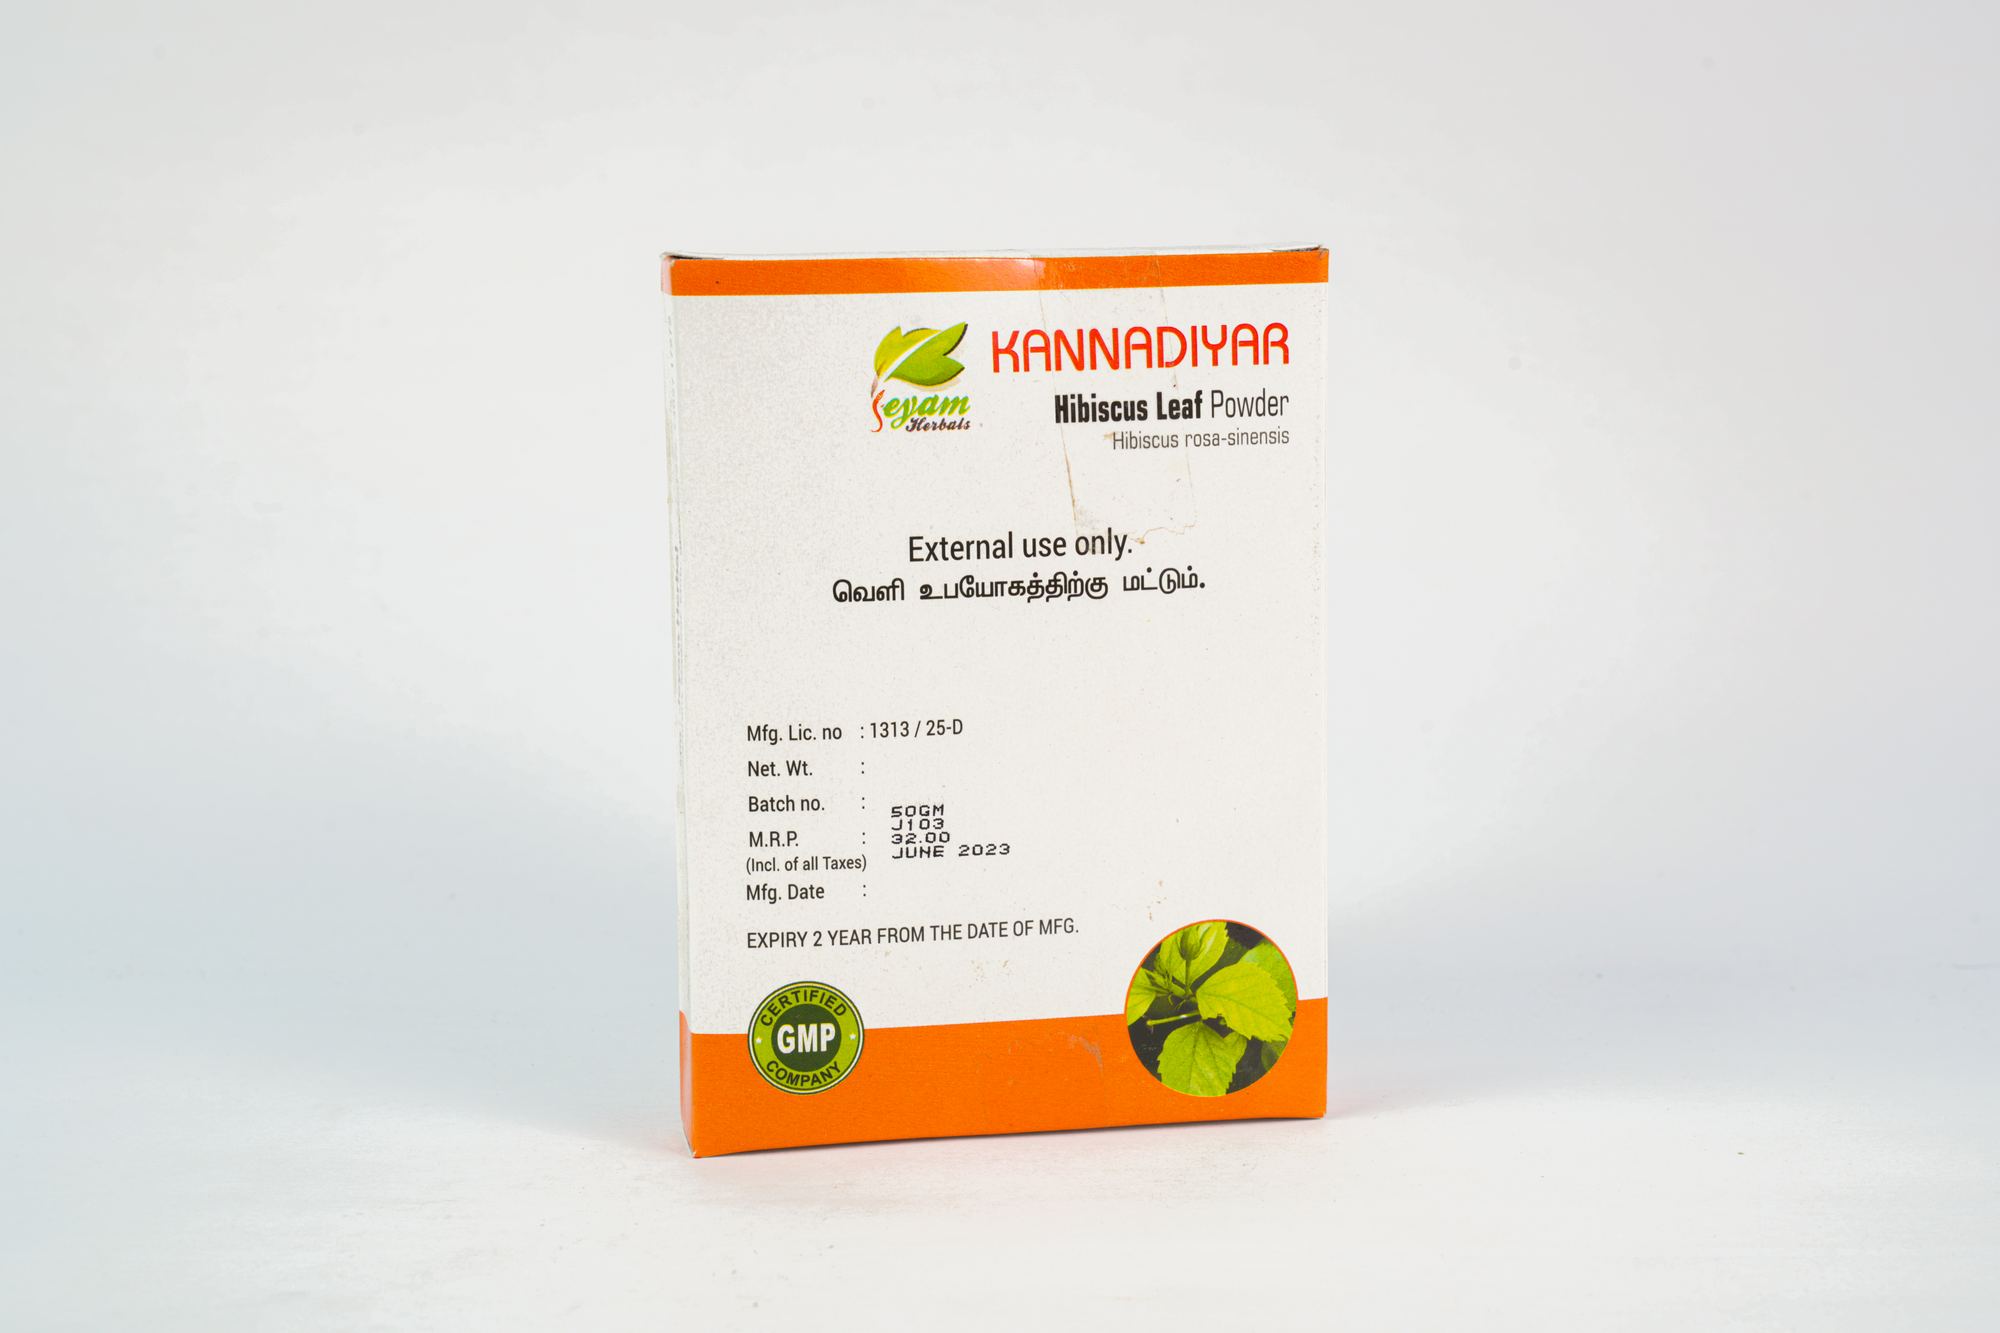 KANNADIYAR
Seyam
Herbals
Hibiscus Leaf Powder
Hibiscus rosa-sinensis
External use only.
வெளி உபயோகத்திற்கு மட்டும்.
Mfg. Lic. no : 1313 / 25-D
Net. Wt. :
Batch no. :
50GM
J103
M.R.P. : 32.00
(Incl. of all Taxes) JUNE 2023
Mfg. Date :
EXPIRY 2 YEAR FROM THE DATE OF MFG.
CERTIFIED
GMP
COMPANY